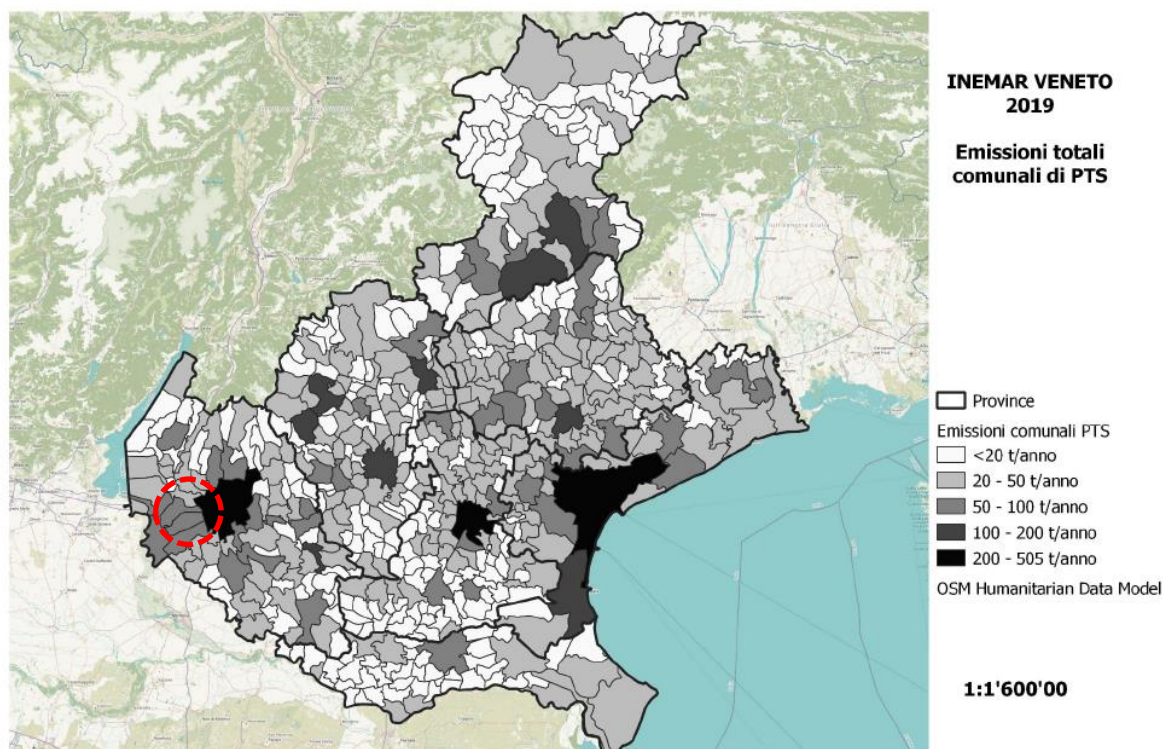 INEMAR VENETO
2019
Emissioni totali
comunali di PTS
Province
Emissioni comunali PTS
<20 t/anno
20 - 50 t/anno
50 - 100 t/anno
100 - 200 t/anno
200 - 505 t/anno
OSM Humanitarian Data Model
1:1'600'00